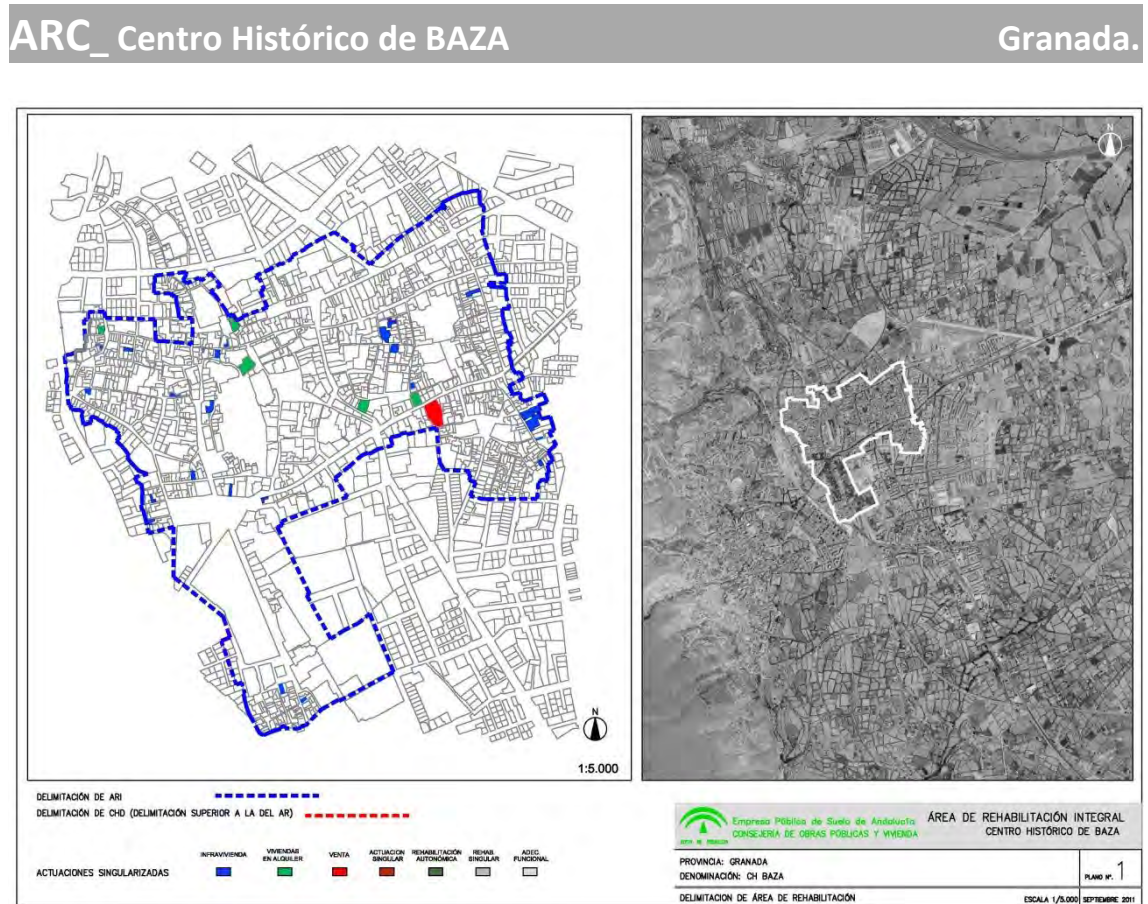 ARC_ Centro Histórico de BAZA Granada.
N
N
1:5.000
DELIMITACIÓN DE ARI
DELIMITACIÓN DE CHD (DELIMITACIÓN SUPERIOR A LA DEL AR)
ACTUACIONES SINGULARIZADAS
INFRAVIVIENDA
VIVIENDAS EN ALQUILER
VENTA
ACTUACION SINGULAR
REHABILITACIÓN AUTONÓMICA
REHAB. SINGULAR
ADEC. FUNCIONAL
Empresa Pública de Suelo de Andalucía
CONSEJERÍA DE OBRAS PÚBLICAS Y VIVIENDA
ÁREA DE REHABILITACIÓN INTEGRAL
CENTRO HISTÓRICO DE BAZA
PROVINCIA: GRANADA
DENOMINACIÓN: CH BAZA
PLANO Nº. 1
DELIMITACION DE ÁREA DE REHABILITACIÓN
ESCALA 1/5.000 SEPTIEMBRE 2011